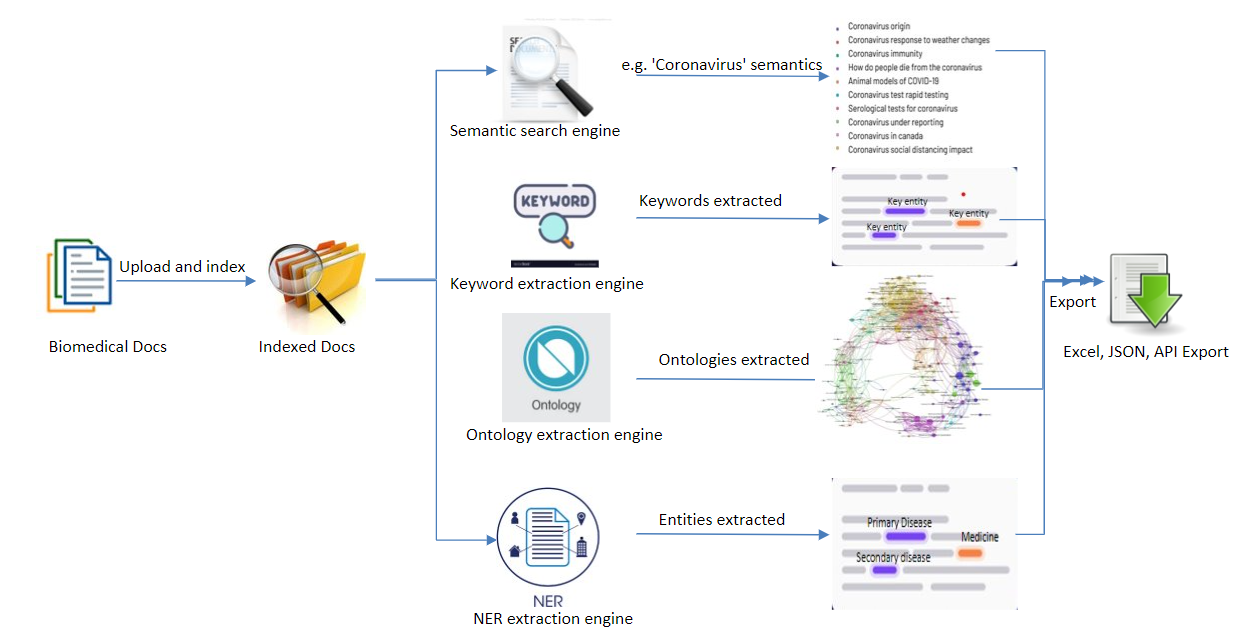 SE
DOCUMENT
e.g. 'Coronavirus' semantics
Semantic search engine
Coronavirus origin
Coronavirus response to weather changes
Coronavirus immunity
How do people die from the coronavirus
Animal models of COVID-19
Coronavirus test rapid testing
Serological tests for coronavirus
Coronavirus under reporting
Coronavirus in canada
Coronavirus social distancing impact
KEYWORD
Keywords extracted
Keyword extraction engine
Key entity
Key entity
Key entity
Upload and index
Biomedical Docs
Indexed Docs
Ontology
Ontologies extracted
Ontology extraction engine
Export
Excel, JSON, API Export
NER
Entities extracted
NER extraction engine
Primary Disease
Medicine
Secondary disease